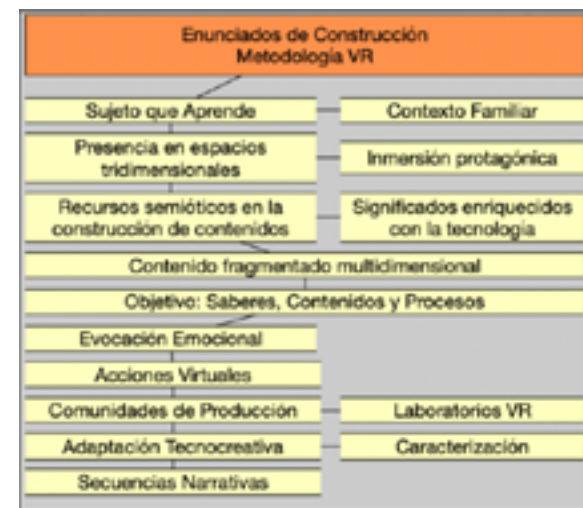 Enunciados de Construcción
Metodología VR
Sujeto que Aprende
Contexto Familiar
Presencia en espacios
tridimensionales
Inmersión protagónica
Recursos semióticos en la
construcción de contenidos
Significados enriquecidos
con la tecnología
Contenido fragmentado multidimensional
Objetivo: Saberes, Contenidos y Procesos
Evocación Emocional
Acciones Virtuales
Comunidades de Producción
Laboratorios VR
Adaptación Tecnocreativa
Caracterización
Secuencias Narrativas